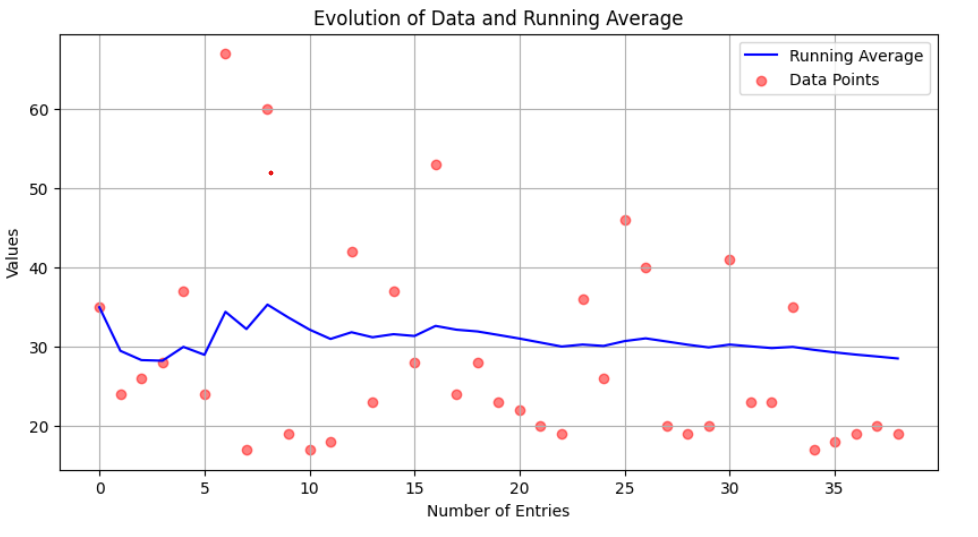 Evolution of Data and Running Average
Running Average
Data Points
60
50
40
30
20
Values
0 5 10 15 20 25 30 35
Number of Entries